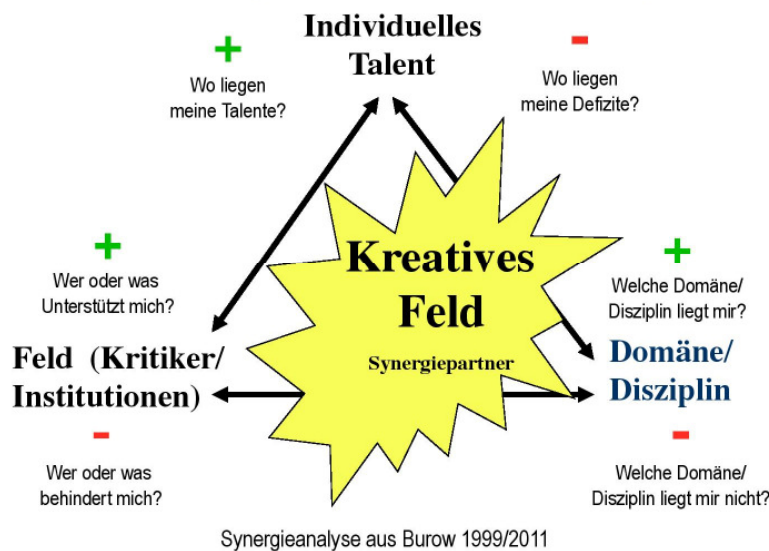 +
Individuelles
Talent
-
Wo liegen
meine Talente?
Wo liegen
meine Defizite?
+
Wer oder was
Unterstützt mich?
Kreatives
Feld
Synergiepartner
+
Welche Domäne/
Disziplin liegt mir?
Feld (Kritiker/
Institutionen)
Domäne/
Disziplin
-
Wer oder was
behindert mich?
-
Welche Domäne/
Disziplin liegt mir nicht?
Synergieanalyse aus Burow 1999/2011